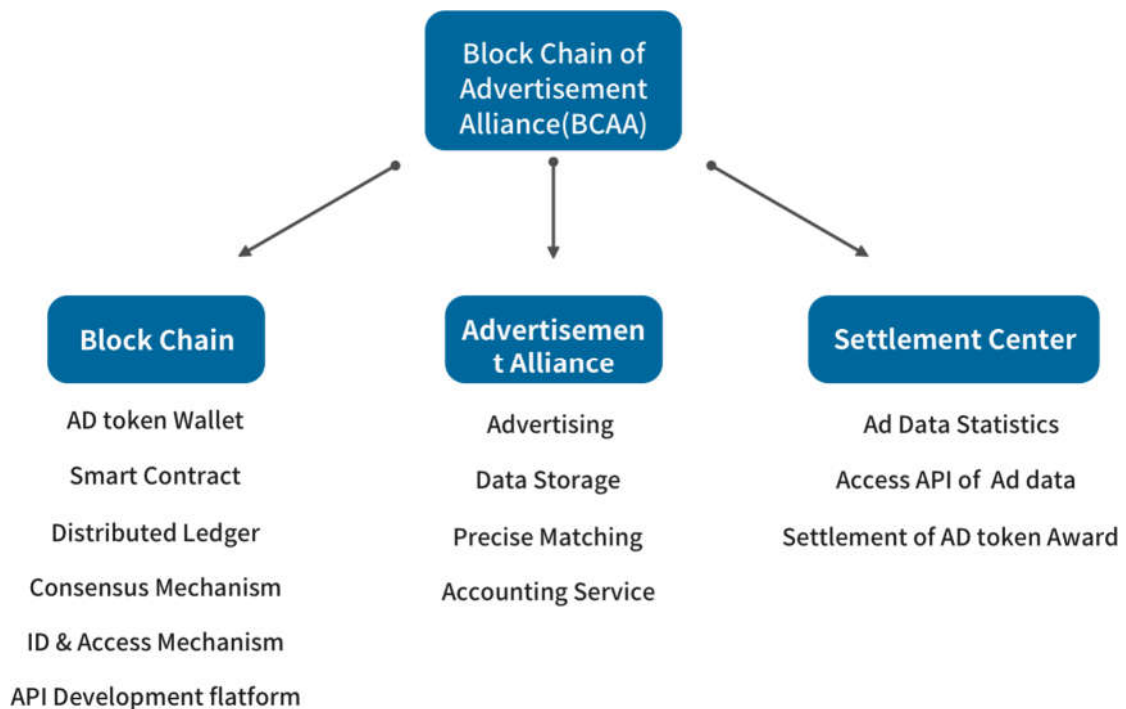 Block Chain of
Advertisement
Alliance(BCAA)
Block Chain
AD token Wallet
Smart Contract
Distributed Ledger
Consensus Mechanism
ID & Access Mechanism
API Development flatform
Advertisemen
t Alliance
Advertising
Data Storage
Precise Matching
Accounting Service
Settlement Center
Ad Data Statistics
Access API of Ad data
Settlement of AD token Award